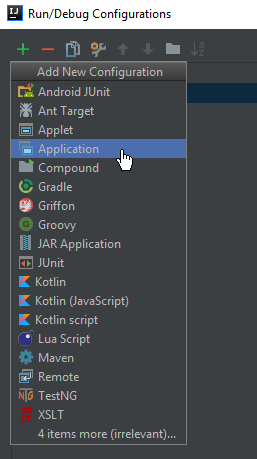 IJ Run/Debug Configurations
Add New Configuration
Android JUnit
Ant Target
Applet
Application
Compound
Gradle
Griffon
Groovy
JAR Application
JUnit
Kotlin
Kotlin (JavaScript)
Kotlin script
Lua Script
Maven
Remote
TestNG
XSLT
4 items more (irrelevant)...